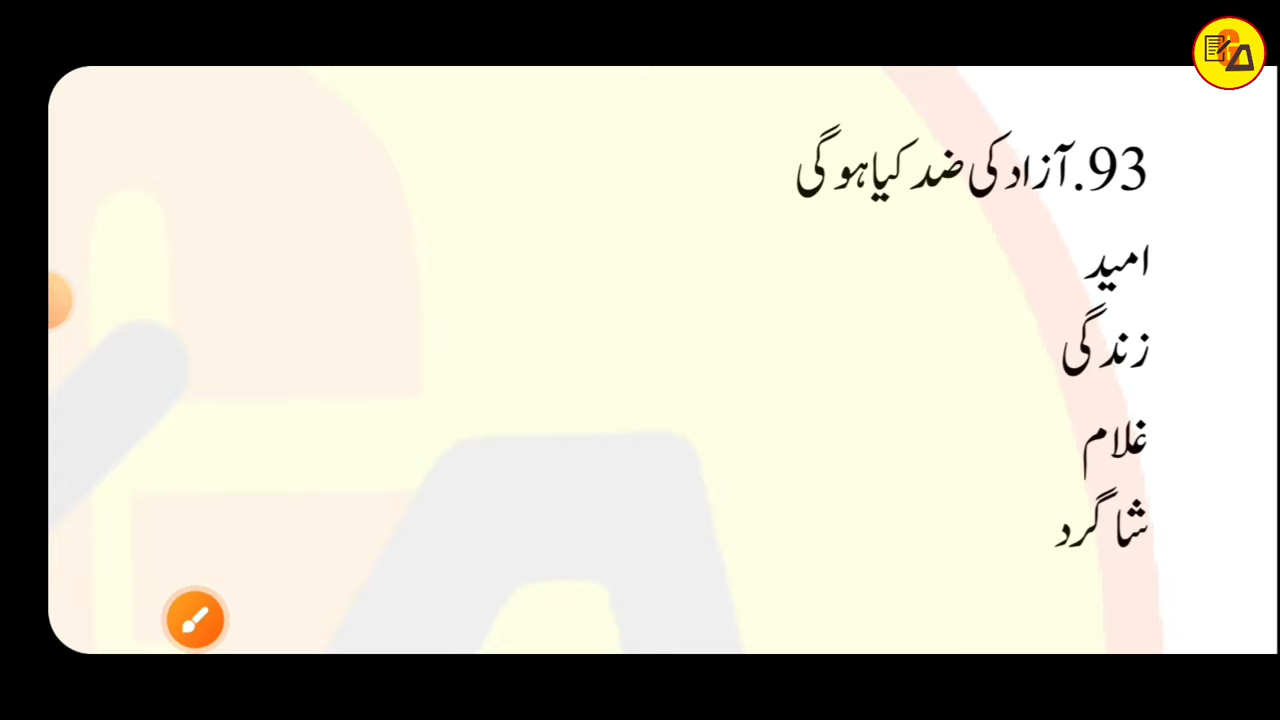 93.آزاد کی ضد کیا ہو گی
امید
زندگی
غلام
شاگرد